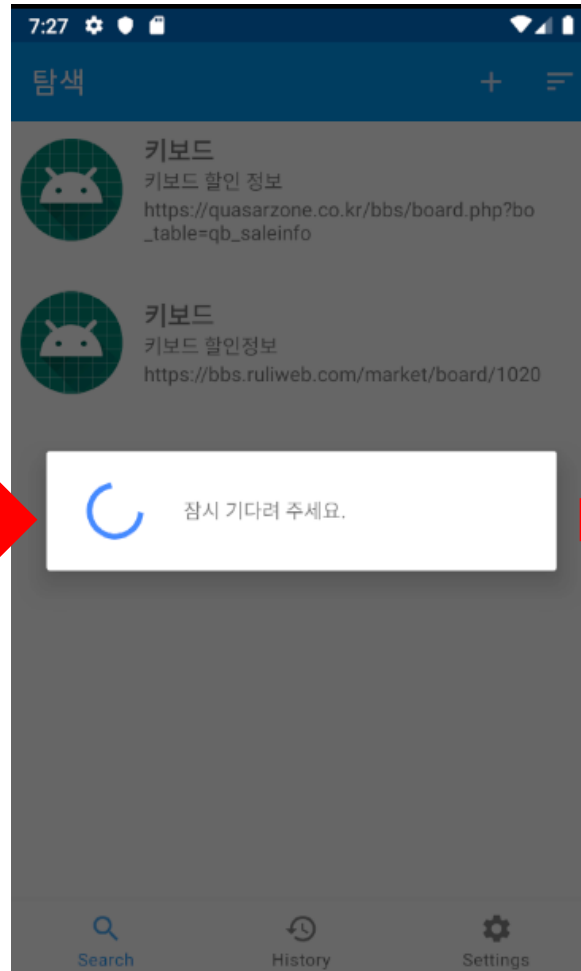 7:27
탐색
키보드
키보드 할인 정보
https://quasarzone.co.kr/bbs/board.php?bo
_table=qb_saleinfo
키보드
키보드 할인정보
https://bbs.ruliweb.com/market/board/1020
잠시 기다려 주세요.
Search
History
Settings